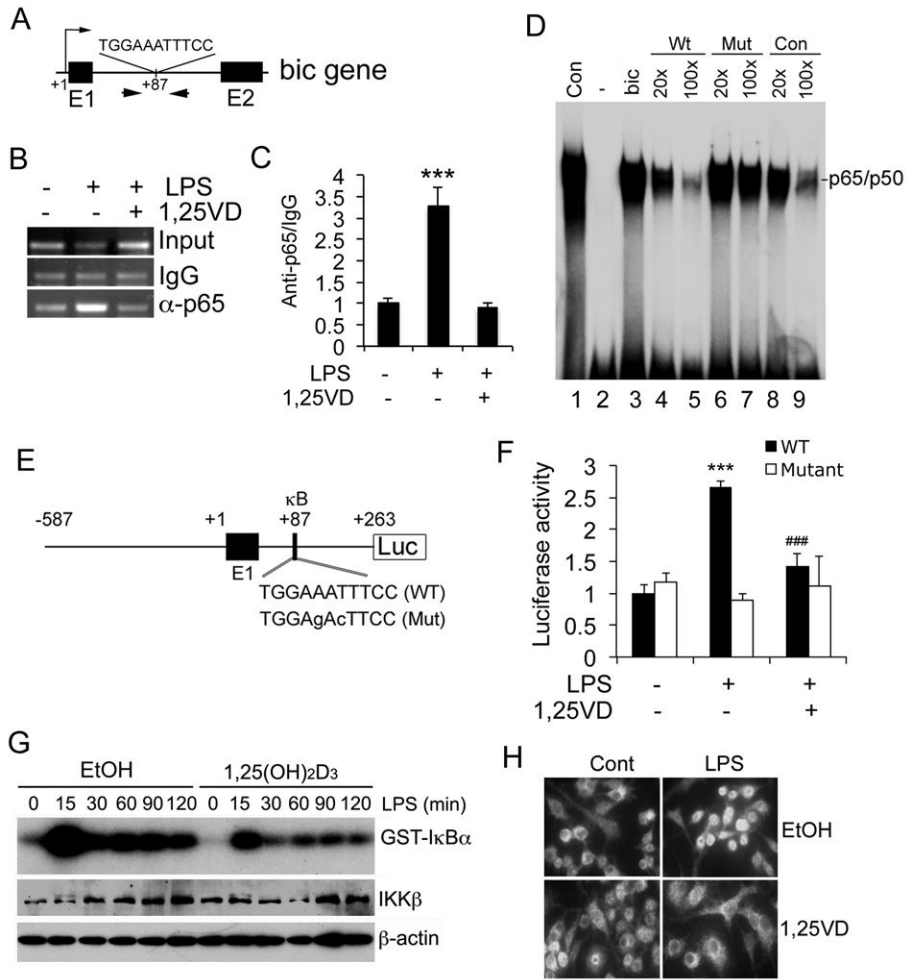 A
TGGAAATTTCC
bic gene
+1
E1
+87
E2
B
- + + LPS
- - + 1,25VD
Input
IgG
α-p65
C
***
Anti-p65/IgG
4
3.5
3
2.5
2
1.5
1
0.5
0
LPS - + +
1,25VD - - +
D
Wt Mut Con
Con - bic 20x 100x 20x 100x 20x 100x
-p65/p50
1 2 3 4 5 6 7 8 9
E
κB
-587 +1 +87 +263
Luc
E1
TGGAAATTTCC (WT)
TGGAgAcTTCC (Mut)
F
WT
Mutant
***
###
Luciferase activity
3
2.5
2
1.5
1
0.5
0
LPS - + +
1,25VD - - +
G
EtOH 1,25(OH)₂D₃
0 15 30 60 90 120 0 15 30 60 90 120 LPS (min)
GST-IκBα
IKKβ
β-actin
H
Cont LPS
EtOH
1,25VD